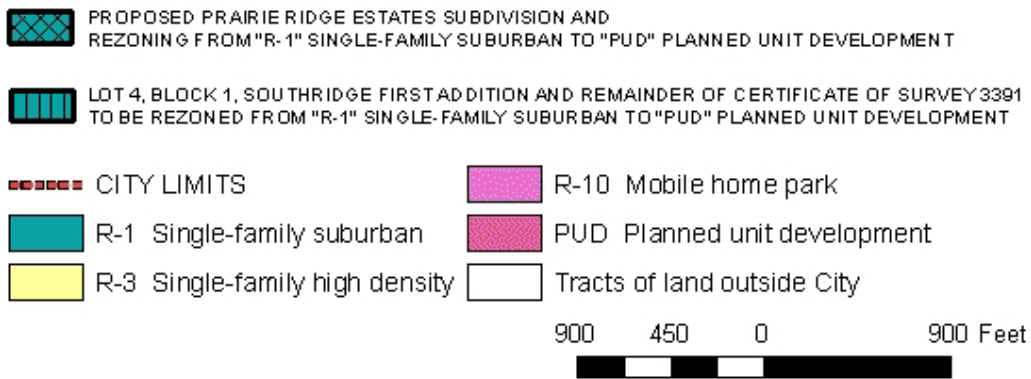 PROPOSED PRAIRIE RIDGE ESTATES SUBDIVISION AND
REZONING FROM "R-1" SINGLE-FAMILY SUBURBAN TO "PUD" PLANNED UNIT DEVELOPMENT
LOT 4, BLOCK 1, SOUTHRIDGE FIRST ADDITION AND REMAINDER OF CERTIFICATE OF SURVEY 3391
TO BE REZONED FROM "R-1" SINGLE-FAMILY SUBURBAN TO "PUD" PLANNED UNIT DEVELOPMENT
CITY LIMITS
R-1 Single-family suburban
R-3 Single-family high density
R-10 Mobile home park
PUD Planned unit development
Tracts of land outside City
900 450 0 900 Feet